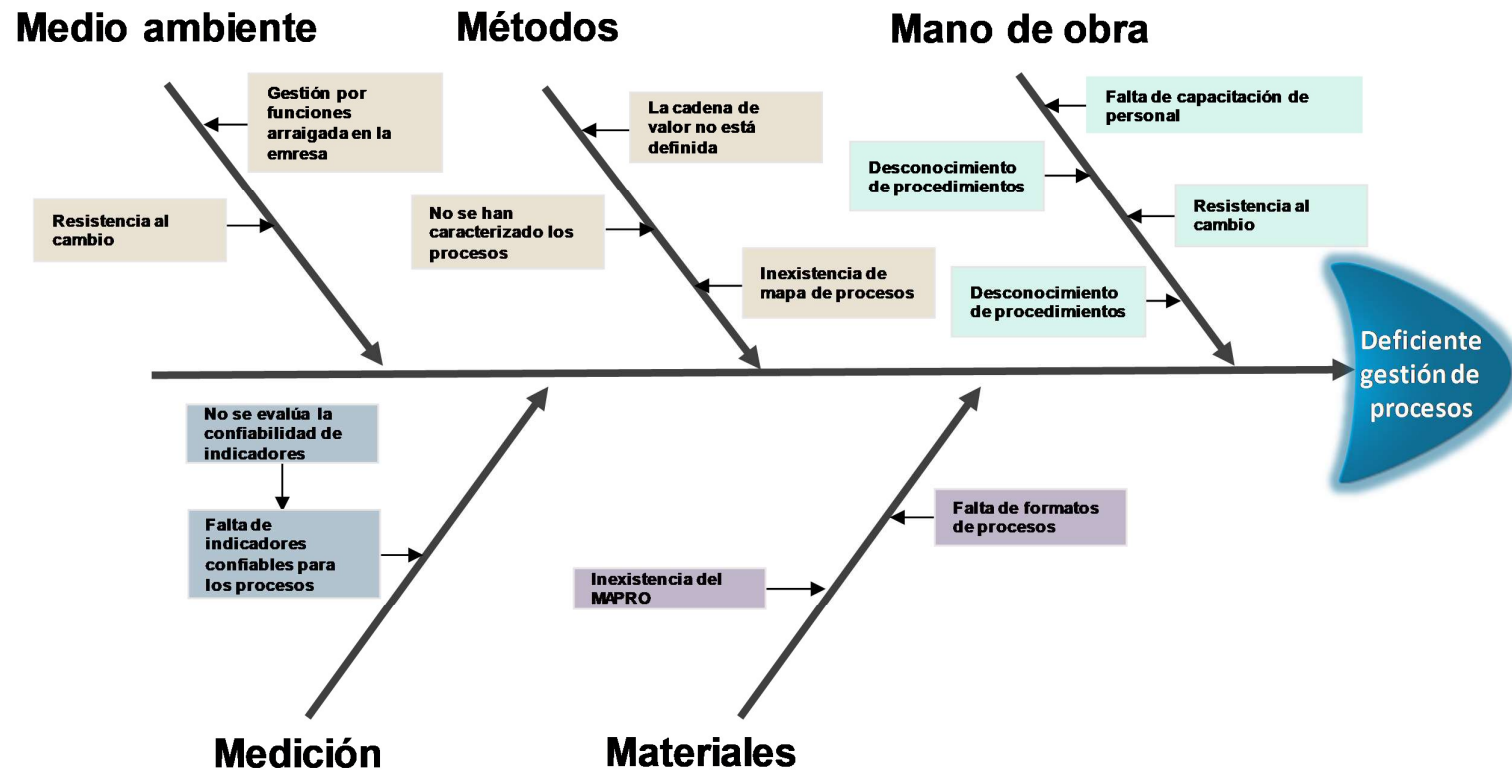 Medio ambiente
Métodos
Mano de obra
Gestión por
funciones
arraigada en la
emresa
Resistencia al
cambio
La cadena de
valor no está
definida
No se han
caracterizado los
procesos
Inexistencia de
mapa de procesos
Falta de capacitación de
personal
Desconocimiento
de procedimientos
Resistencia al
cambio
Desconocimiento
de procedimientos
Deficiente
gestión de
procesos
No se evalúa la
confiabilidad de
indicadores
Falta de
indicadores
confiables para
los procesos
Falta de formatos
de procesos
Inexistencia del
MAPRO
Medición
Materiales